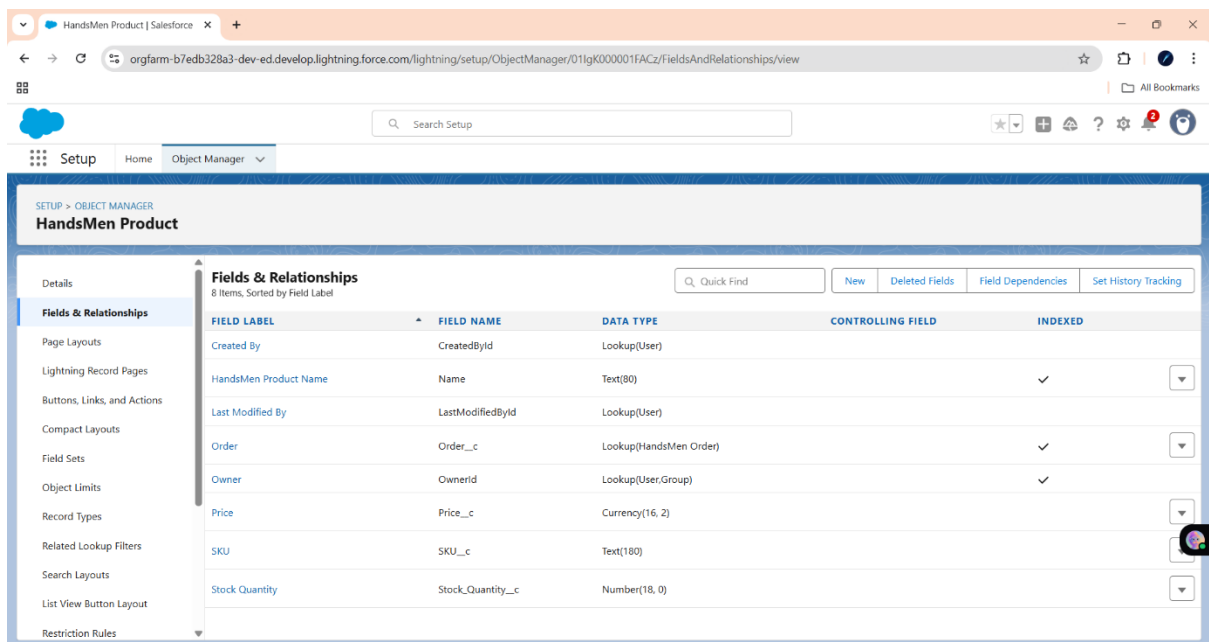 HandsMen Product | Salesforce
orgfarm-b7edb328a3-dev-ed.develop.lightning.force.com/lightning/setup/ObjectManager/01IgK000001FACz/FieldsAndRelationships/view
All Bookmarks
Search Setup
2
Setup Home Object Manager
SETUP > OBJECT MANAGER
HandsMen Product
Details
Fields & Relationships
Page Layouts
Lightning Record Pages
Buttons, Links, and Actions
Compact Layouts
Field Sets
Object Limits
Record Types
Related Lookup Filters
Search Layouts
List View Button Layout
Restriction Rules
Fields & Relationships
8 Items, Sorted by Field Label
Quick Find New Deleted Fields Field Dependencies Set History Tracking
FIELD LABEL FIELD NAME DATA TYPE CONTROLLING FIELD INDEXED
Created By CreatedById Lookup(User)
HandsMen Product Name Name Text(80)
Last Modified By LastModifiedById Lookup(User)
Order Order__c Lookup(HandsMen Order)
Owner OwnerId Lookup(User,Group)
Price Price__c Currency(16, 2)
SKU SKU__c Text(180)
Stock Quantity Stock_Quantity__c Number(18, 0)